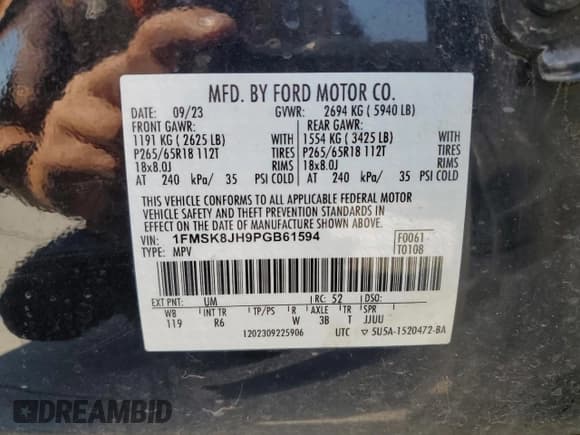 MFD. BY FORD MOTOR CO.
DATE: 09/23 GVWR: 2694 KG ( 5940 LB)
FRONT GAWR: REAR GAWR:
1191 KG ( 2625 LB) WITH 1554 KG ( 3425 LB) WITH
P265/65R18 112T TIRES P265/65R18 112T TIRES
18x8.0J RIMS 18x8.0J RIMS
AT 240 kPa/ 35 PSI COLD AT 240 kPa/ 35 PSI COLD
THIS VEHICLE CONFORMS TO ALL APPLICABLE FEDERAL MOTOR
VEHICLE SAFETY AND THEFT PREVENTION STANDARDS IN
EFFECT ON THE DATE OF MANUFACTURE SHOWN ABOVE.
VIN: 1FMSK8JH9PGB61594 F0061
TYPE: MPV T0108
EXT PNT: UM RC: 52 DSO:
WB INT TR TP/PS R AXLE TR SPR
119 R6 W 3B T JJUU
1202309225906 UTC ▽ 5U5A-1520472-BA
DREAMBID